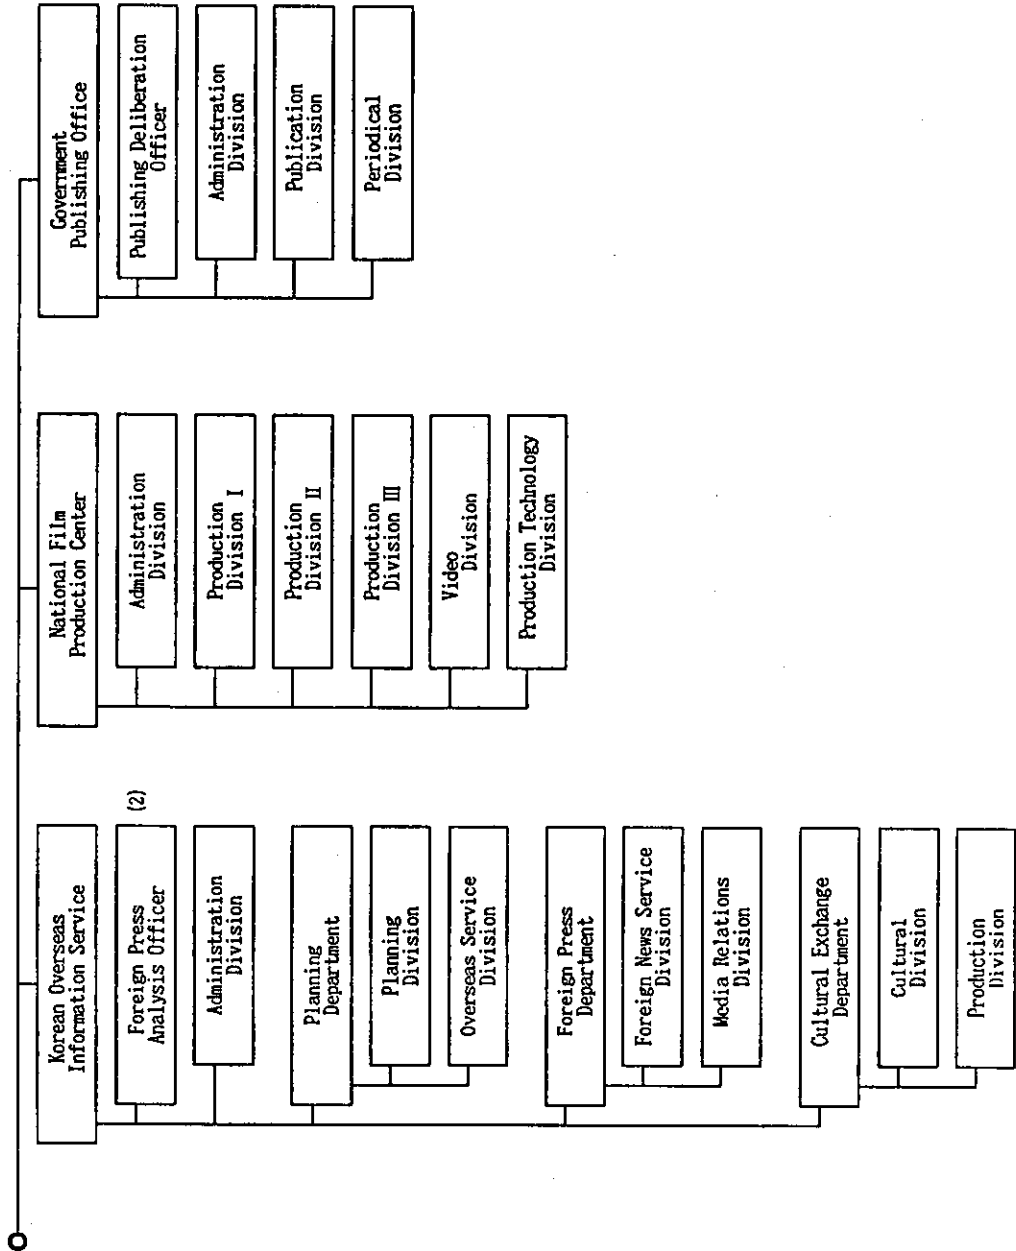 Korean Overseas
Information Service
Foreign Press
Analysis Officer
(2)
Administration
Division
Planning
Department
Planning
Division
Overseas Service
Division
Foreign Press
Department
Foreign News Service
Division
Media Relations
Division
Cultural Exchange
Department
Cultural
Division
Production
Division
National Film
Production Center
Administration
Division
Production
Division I
Production
Division II
Production
Division III
Video
Division
Production Technology
Division
Government
Publishing Office
Publishing Deliberation
Officer
Administration
Division
Publication
Division
Periodical
Division